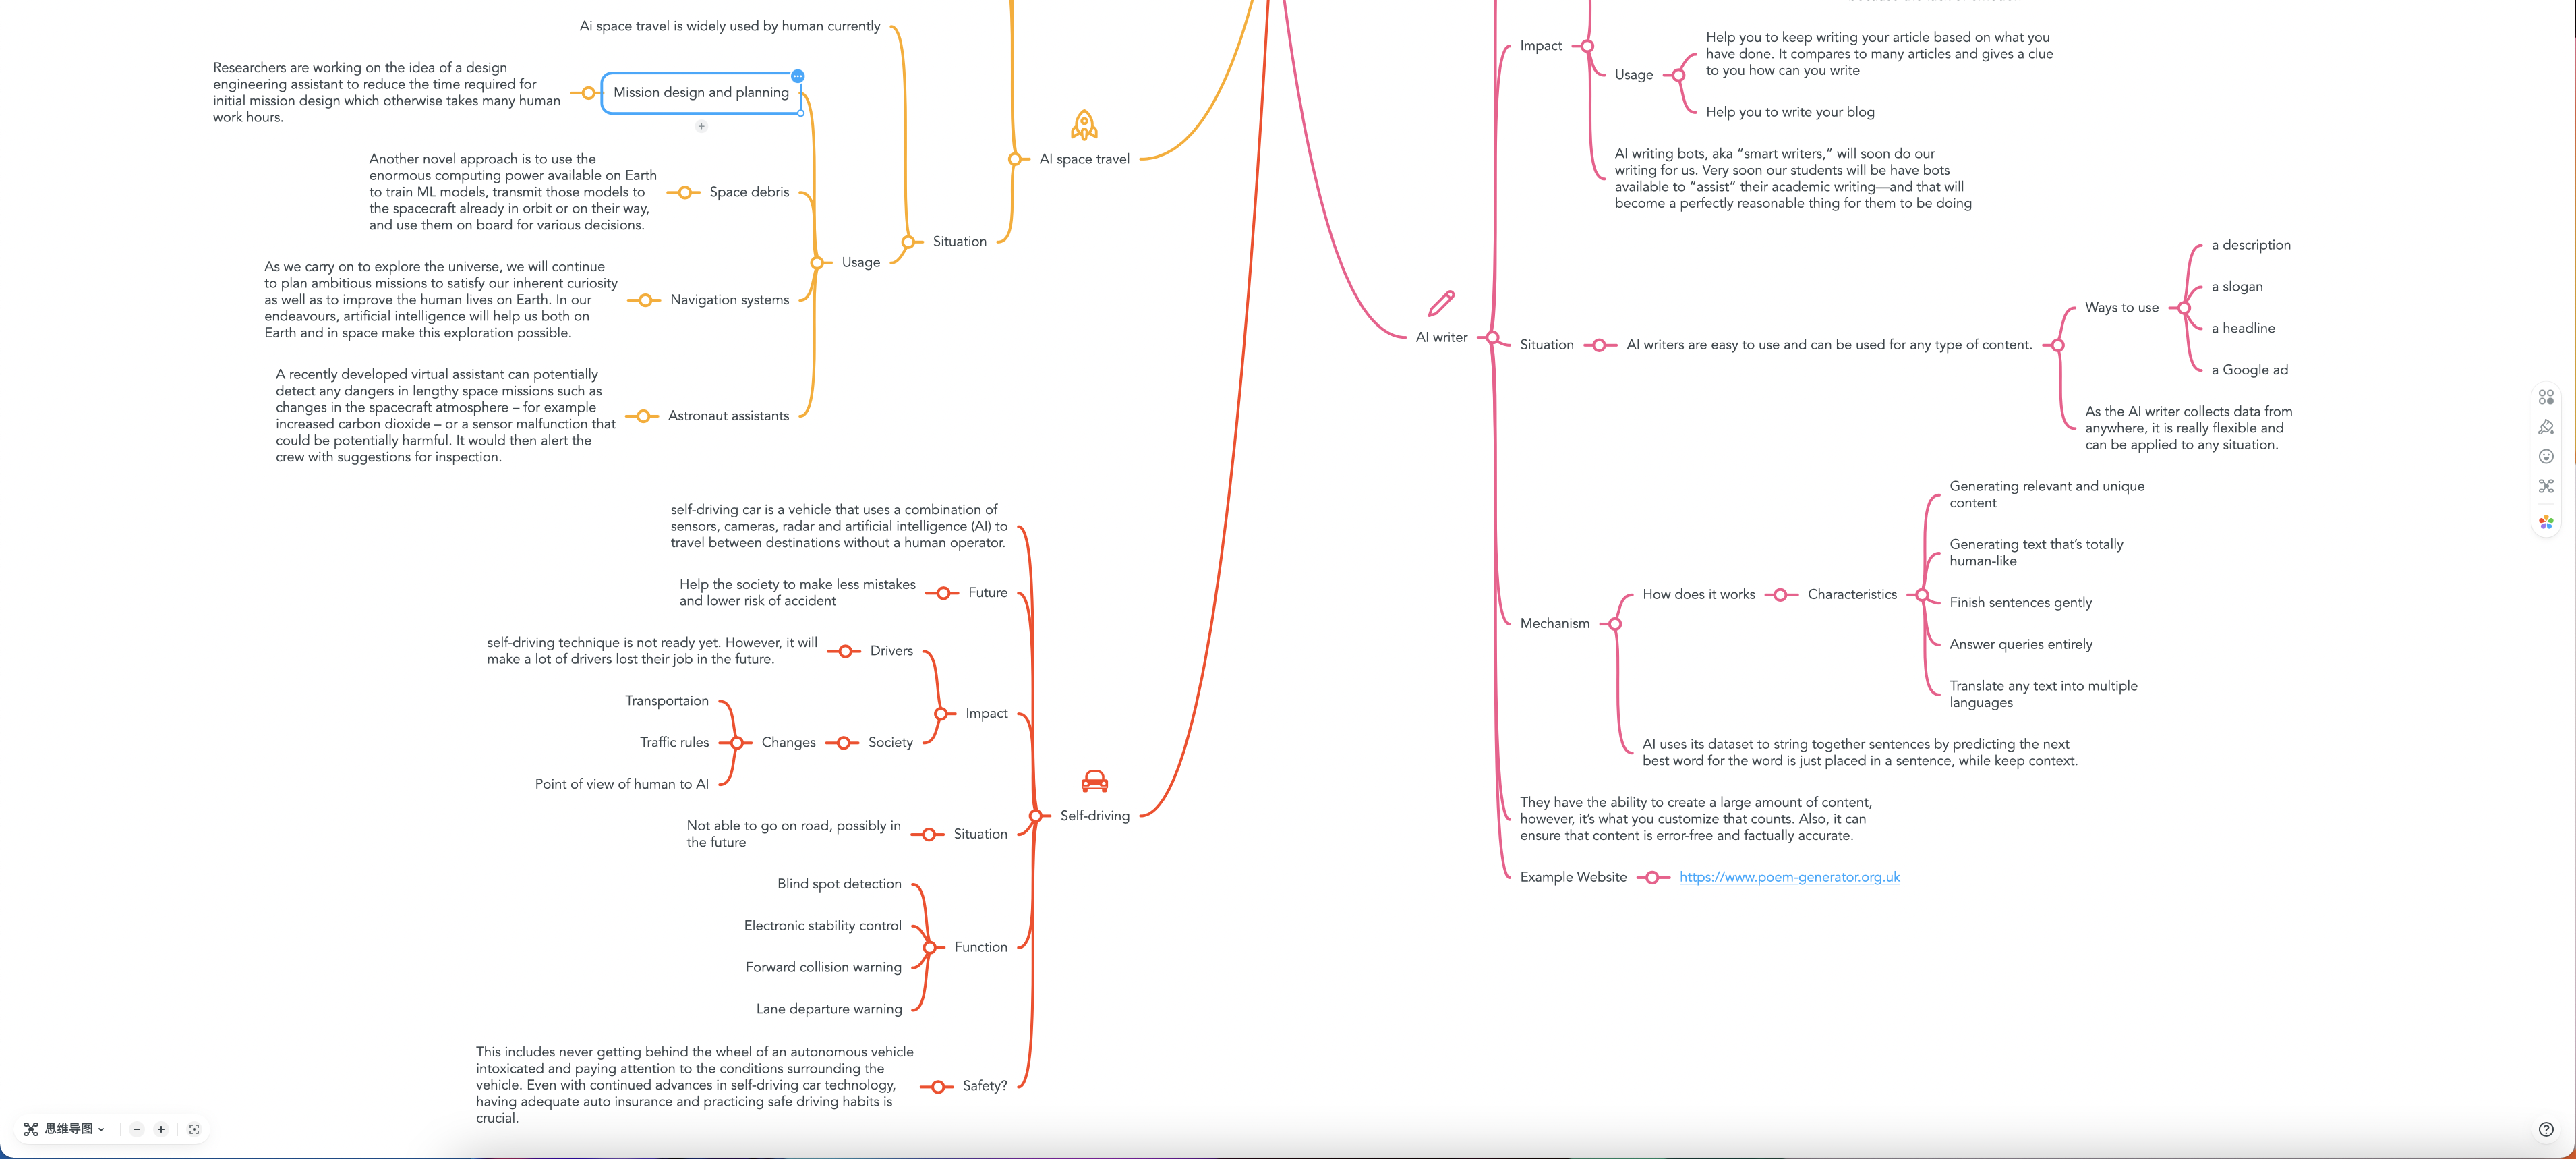 Ai space travel is widely used by human currently
Researchers are working on the idea of a design
engineering assistant to reduce the time required for
initial mission design which otherwise takes many human
work hours.
Mission design and planning
Another novel approach is to use the
enormous computing power available on Earth
to train ML models, transmit those models to
the spacecraft already in orbit or on their way,
and use them on board for various decisions.
Space debris
As we carry on to explore the universe, we will continue
to plan ambitious missions to satisfy our inherent curiosity
as well as to improve the human lives on Earth. In our
endeavours, artificial intelligence will help us both on
Earth and in space make this exploration possible.
Navigation systems
A recently developed virtual assistant can potentially
detect any dangers in lengthy space missions such as
changes in the spacecraft atmosphere – for example
increased carbon dioxide – or a sensor malfunction that
could be potentially harmful. It would then alert the
crew with suggestions for inspection.
Astronaut assistants
Usage
Situation
AI space travel
self-driving car is a vehicle that uses a combination of
sensors, cameras, radar and artificial intelligence (AI) to
travel between destinations without a human operator.
Help the society to make less mistakes
and lower risk of accident
Future
self-driving technique is not ready yet. However, it will
make a lot of drivers lost their job in the future.
Drivers
Transportaion
Traffic rules
Point of view of human to AI
Changes
Society
Impact
Not able to go on road, possibly in
the future
Situation
Blind spot detection
Electronic stability control
Forward collision warning
Lane departure warning
Function
This includes never getting behind the wheel of an autonomous vehicle
intoxicated and paying attention to the conditions surrounding the
vehicle. Even with continued advances in self-driving car technology,
having adequate auto insurance and practicing safe driving habits is
crucial.
Safety?
Self-driving
Impact
Usage
Help you to keep writing your article based on what you
have done. It compares to many articles and gives a clue
to you how can you write
Help you to write your blog
AI writing bots, aka “smart writers,” will soon do our
writing for us. Very soon our students will be have bots
available to “assist” their academic writing—and that will
become a perfectly reasonable thing for them to be doing
AI writer
Situation
AI writers are easy to use and can be used for any type of content.
Ways to use
a description
a slogan
a headline
a Google ad
As the AI writer collects data from
anywhere, it is really flexible and
can be applied to any situation.
Mechanism
How does it works
Characteristics
Generating relevant and unique
content
Generating text that’s totally
human-like
Finish sentences gently
Answer queries entirely
Translate any text into multiple
languages
AI uses its dataset to string together sentences by predicting the next
best word for the word is just placed in a sentence, while keep context.
They have the ability to create a large amount of content,
however, it’s what you customize that counts. Also, it can
ensure that content is error-free and factually accurate.
Example Website
https://www.poem-generator.org.uk
思维导图